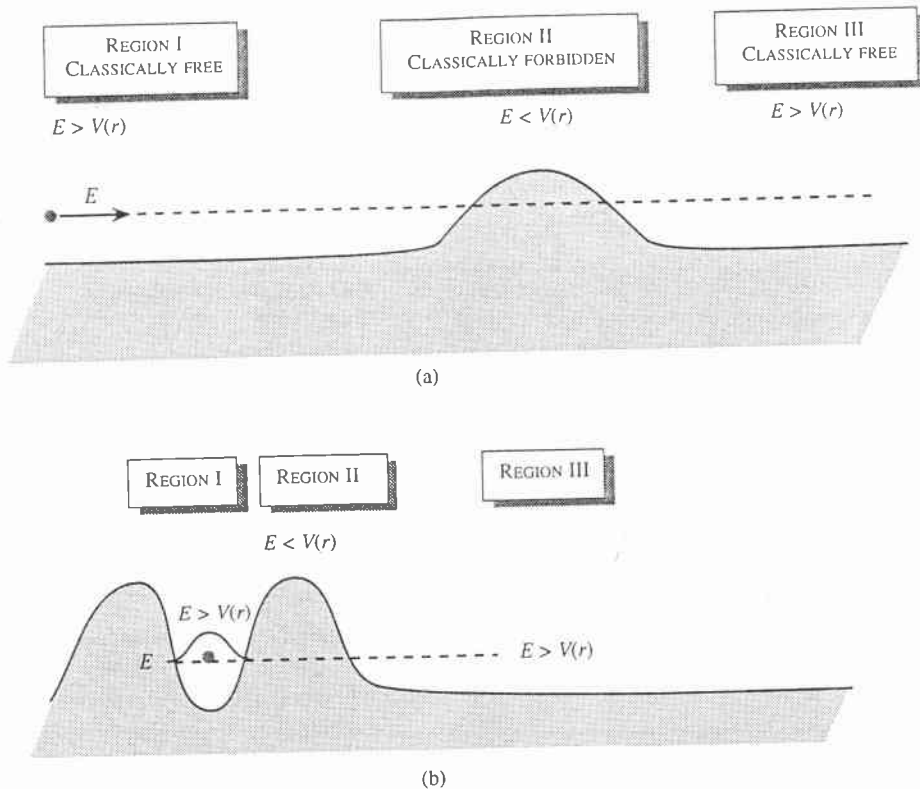 REGION I
CLASSICALLY FREE
REGION II
CLASSICALLY FORBIDDEN
REGION III
CLASSICALLY FREE
E > V(r)
E < V(r)
E > V(r)
E
(a)
REGION I
REGION II
REGION III
E < V(r)
E > V(r)
E
E > V(r)
(b)